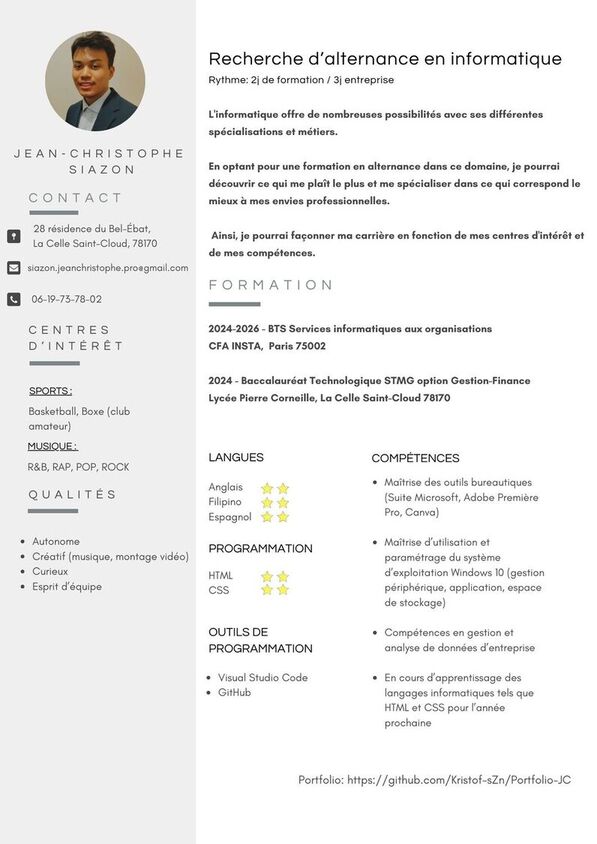 JEAN-CHRISTOPHE
SIAZON
CONTACT
28 résidence du Bel-Ébat,
La Celle Saint-Cloud, 78170
siazon.jeanchristophe.pro@gmail.com
06-19-73-78-02
CENTRES
D'INTÉRÊT
SPORTS :
Basketball, Boxe (club
amateur)
MUSIQUE :
R&B, RAP, POP, ROCK
QUALITÉS
Autonome
Créatif (musique, montage vidéo)
Curieux
Esprit d'équipe
Recherche d'alternance en informatique
Rythme: 2j de formation / 3j entreprise
L'informatique offre de nombreuses possibilités avec ses différentes
spécialisations et métiers.
En optant pour une formation en alternance dans ce domaine, je pourrai
découvrir ce qui me plaît le plus et me spécialiser dans ce qui correspond le
mieux à mes envies professionnelles.
Ainsi, je pourrai façonner ma carrière en fonction de mes centres d'intérêt et
de mes compétences.
FORMATION
2024-2026 - BTS Services informatiques aux organisations
CFA INSTA, Paris 75002
2024 - Baccalauréat Technologique STMG option Gestion-Finance
Lycée Pierre Corneille, La Celle Saint-Cloud 78170
LANGUES
Anglais
Filipino
Espagnol
PROGRAMMATION
HTML
CSS
OUTILS DE
PROGRAMMATION
Visual Studio Code
GitHub
COMPÉTENCES
Maîtrise des outils bureautiques
(Suite Microsoft, Adobe Première
Pro, Canva)
Maîtrise d'utilisation et
paramétrage du système
d'exploitation Windows 10 (gestion
périphérique, application, espace
de stockage)
Compétences en gestion et
analyse de données d'entreprise
En cours d'apprentissage des
langages informatiques tels que
HTML et CSS pour l'année
prochaine
Portfolio: https://github.com/Kristof-sZn/Portfolio-JC